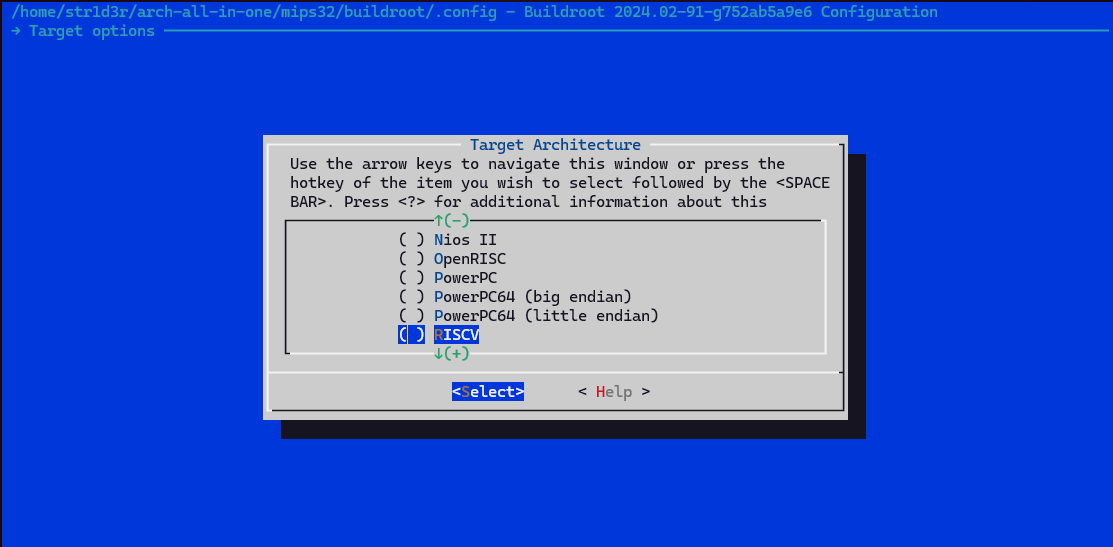 /home/str1d3r/arch-all-in-one/mips32/buildroot/.config - Buildroot 2024.02-91-g752ab5a9e6 Configuration
→ Target options
Target Architecture
Use the arrow keys to navigate this window or press the
hotkey of the item you wish to select followed by the <SPACE
BAR>. Press <?> for additional information about this
↑(-)
( ) Nios II
( ) OpenRISC
( ) PowerPC
( ) PowerPC64 (big endian)
( ) PowerPC64 (little endian)
( ) RISCV
↓(+)
<Select> < Help >